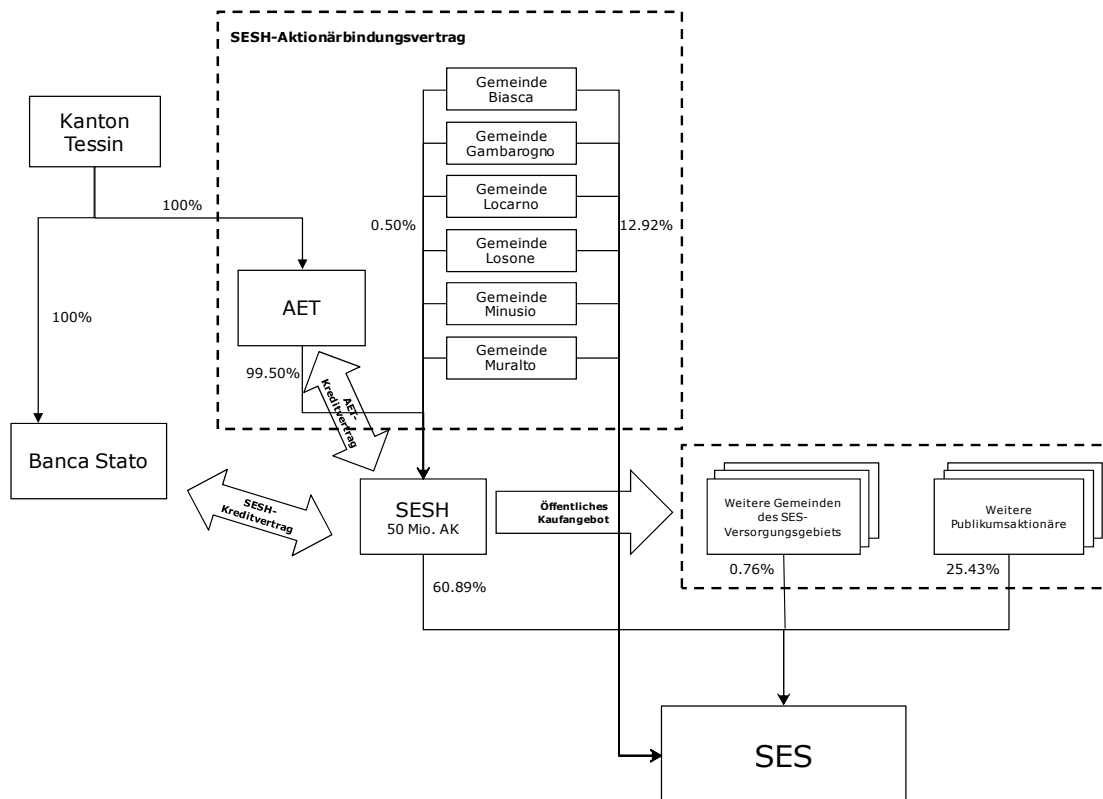 SESH-Aktionärbindungsvertrag
Gemeinde
Biasca
Kanton
Tessin
Gemeinde
Gambarogno
Gemeinde
Locarno
100%
0.50%
12.92%
Gemeinde
Losone
AET
Gemeinde
Minusio
100%
Gemeinde
Muralto
99.50%
AET-
Kreditvertrag
Banca Stato
SESH-
Kreditvertrag
SESH
50 Mio. AK
Öffentliches
Kaufangebot
Weitere Gemeinden
des SES-
Versorgungsgebiets
Weitere
Publikumsaktionäre
0.76%
25.43%
60.89%
SES